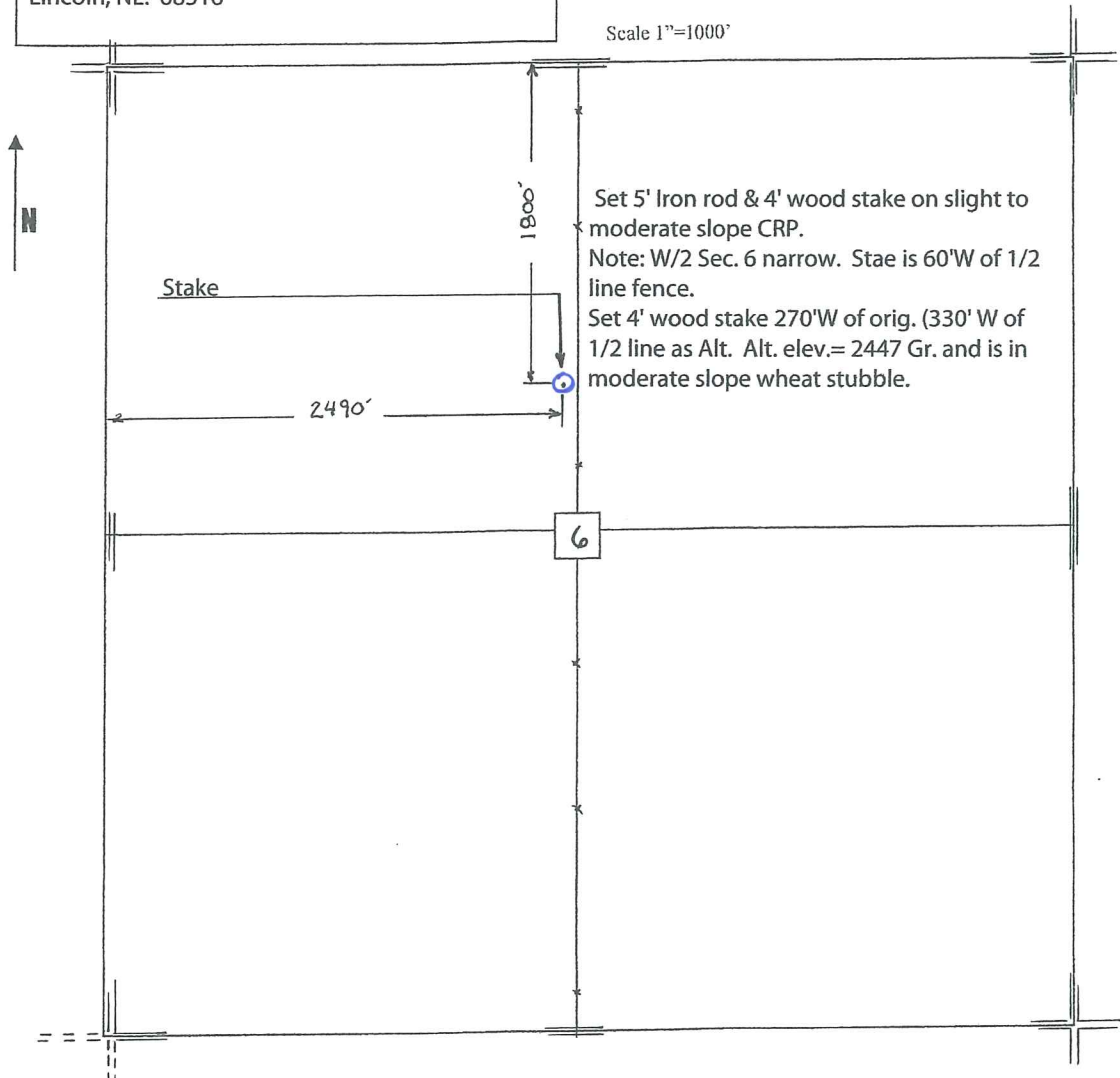 Lincoln, NE. 68516
Scale 1"=1000'
N
1800'
Set 5' Iron rod & 4' wood stake on slight to
moderate slope CRP.
Note: W/2 Sec. 6 narrow. Stae is 60'W of 1/2
line fence.
Set 4' wood stake 270'W of orig. (330' W of
1/2 line as Alt. Alt. elev.= 2447 Gr. and is in
moderate slope wheat stubble.
Stake
2490'
6